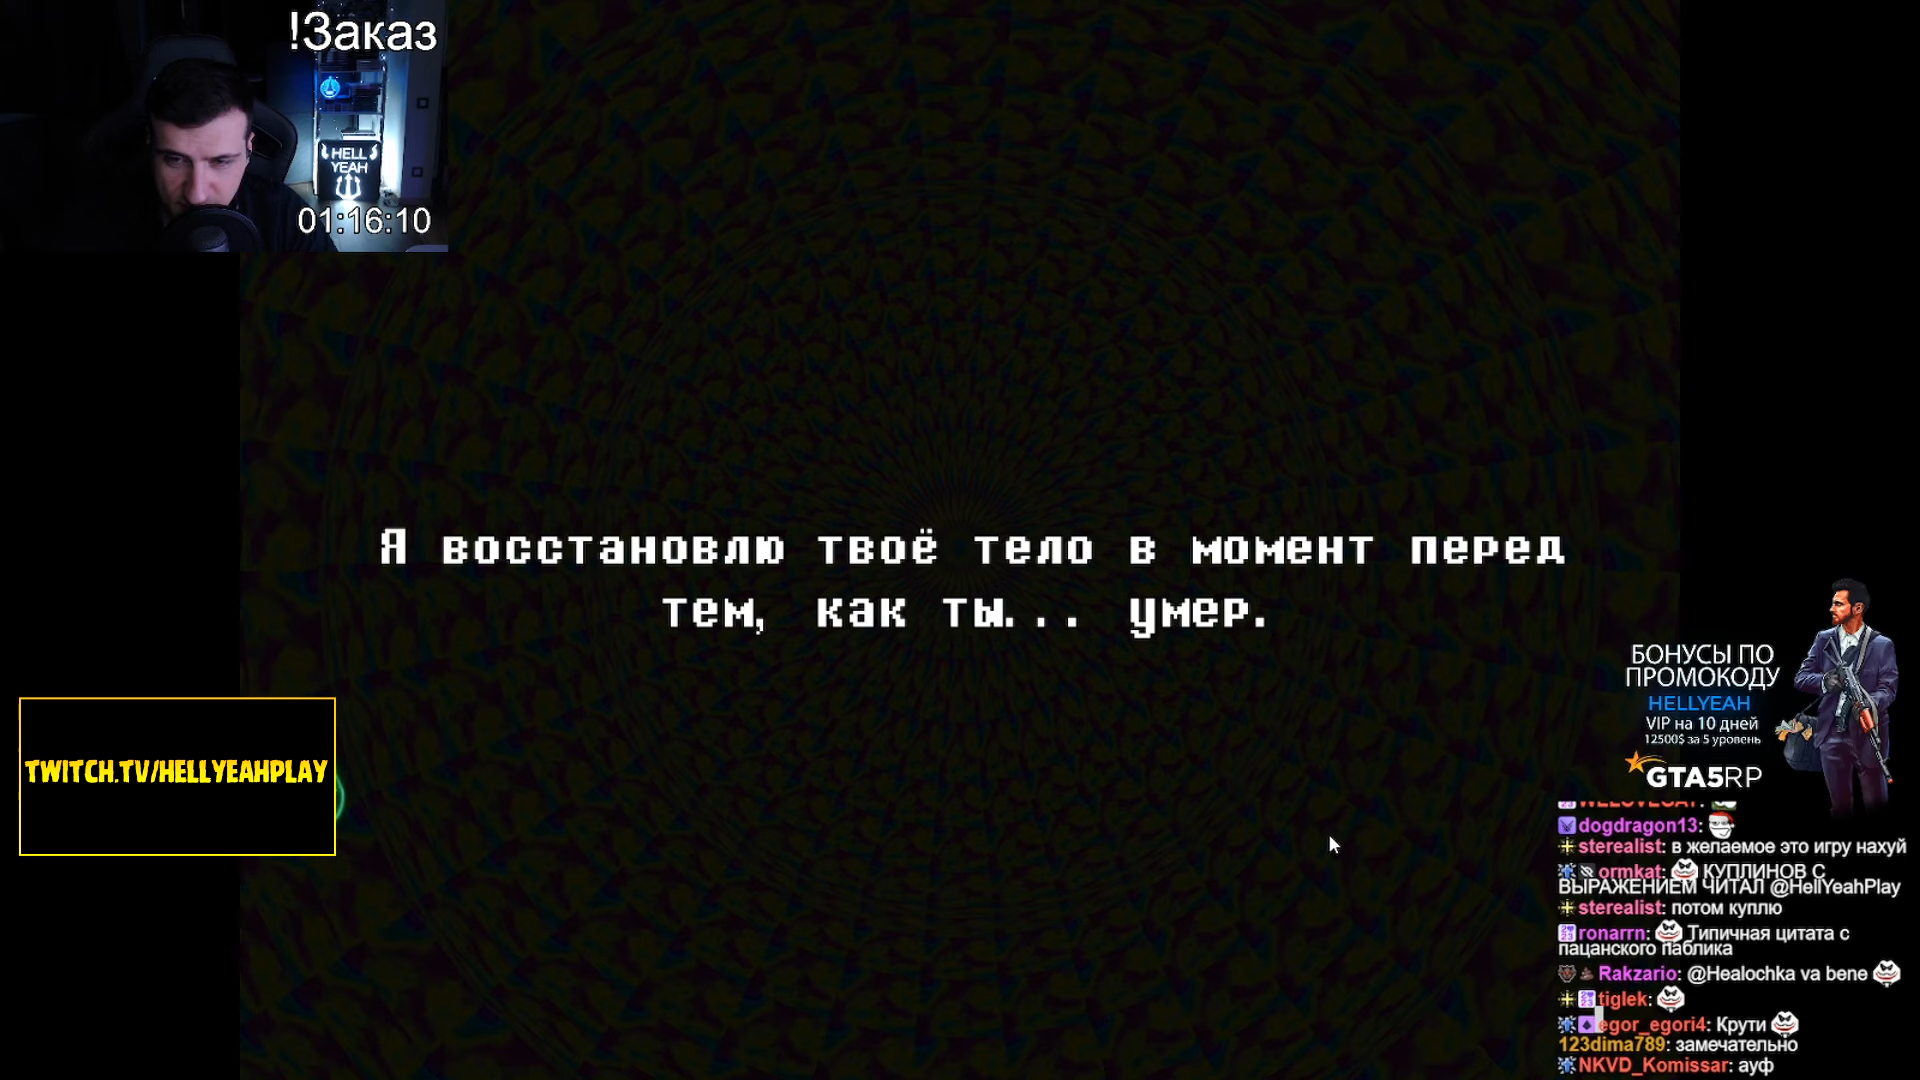 !Заказ
HELL
YEAH
01:16:10
Я восстановлю твоё тело в момент перед
тем, как ты... умер.
TWITCH.TV/HELLYEAHPLAY
БОНУСЫ ПО
ПРОМОКОДУ
HELLYEAH
VIP на 10 дней
12500$ за 5 уровень
GTA5RP
dogdragon13:
sterealist: в желаемое это игру нахуй
ormkat: КУПЛИНОВ С
ВЫРАЖЕНИЕМ ЧИТАЛ @HellYeahPlay
sterealist: потом куплю
ronarrn: Типичная цитата с
пацанского паблика
Rakzario: @Healochka va bene
tiglek:
egor_egori4: Крути
123dima789: замечательно
NKVD_Komissar: ауф